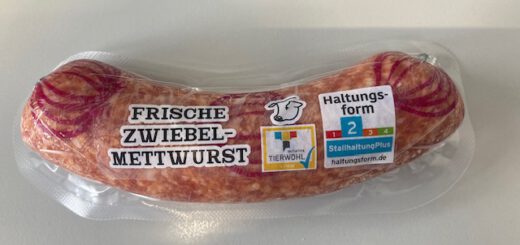 FRISCHE
ZWIEBEL-
METTWURST
initiative
TIERWOHL
Haltungs-
form
1 2 3 4
StallhaltungPlus
haltungsform.de